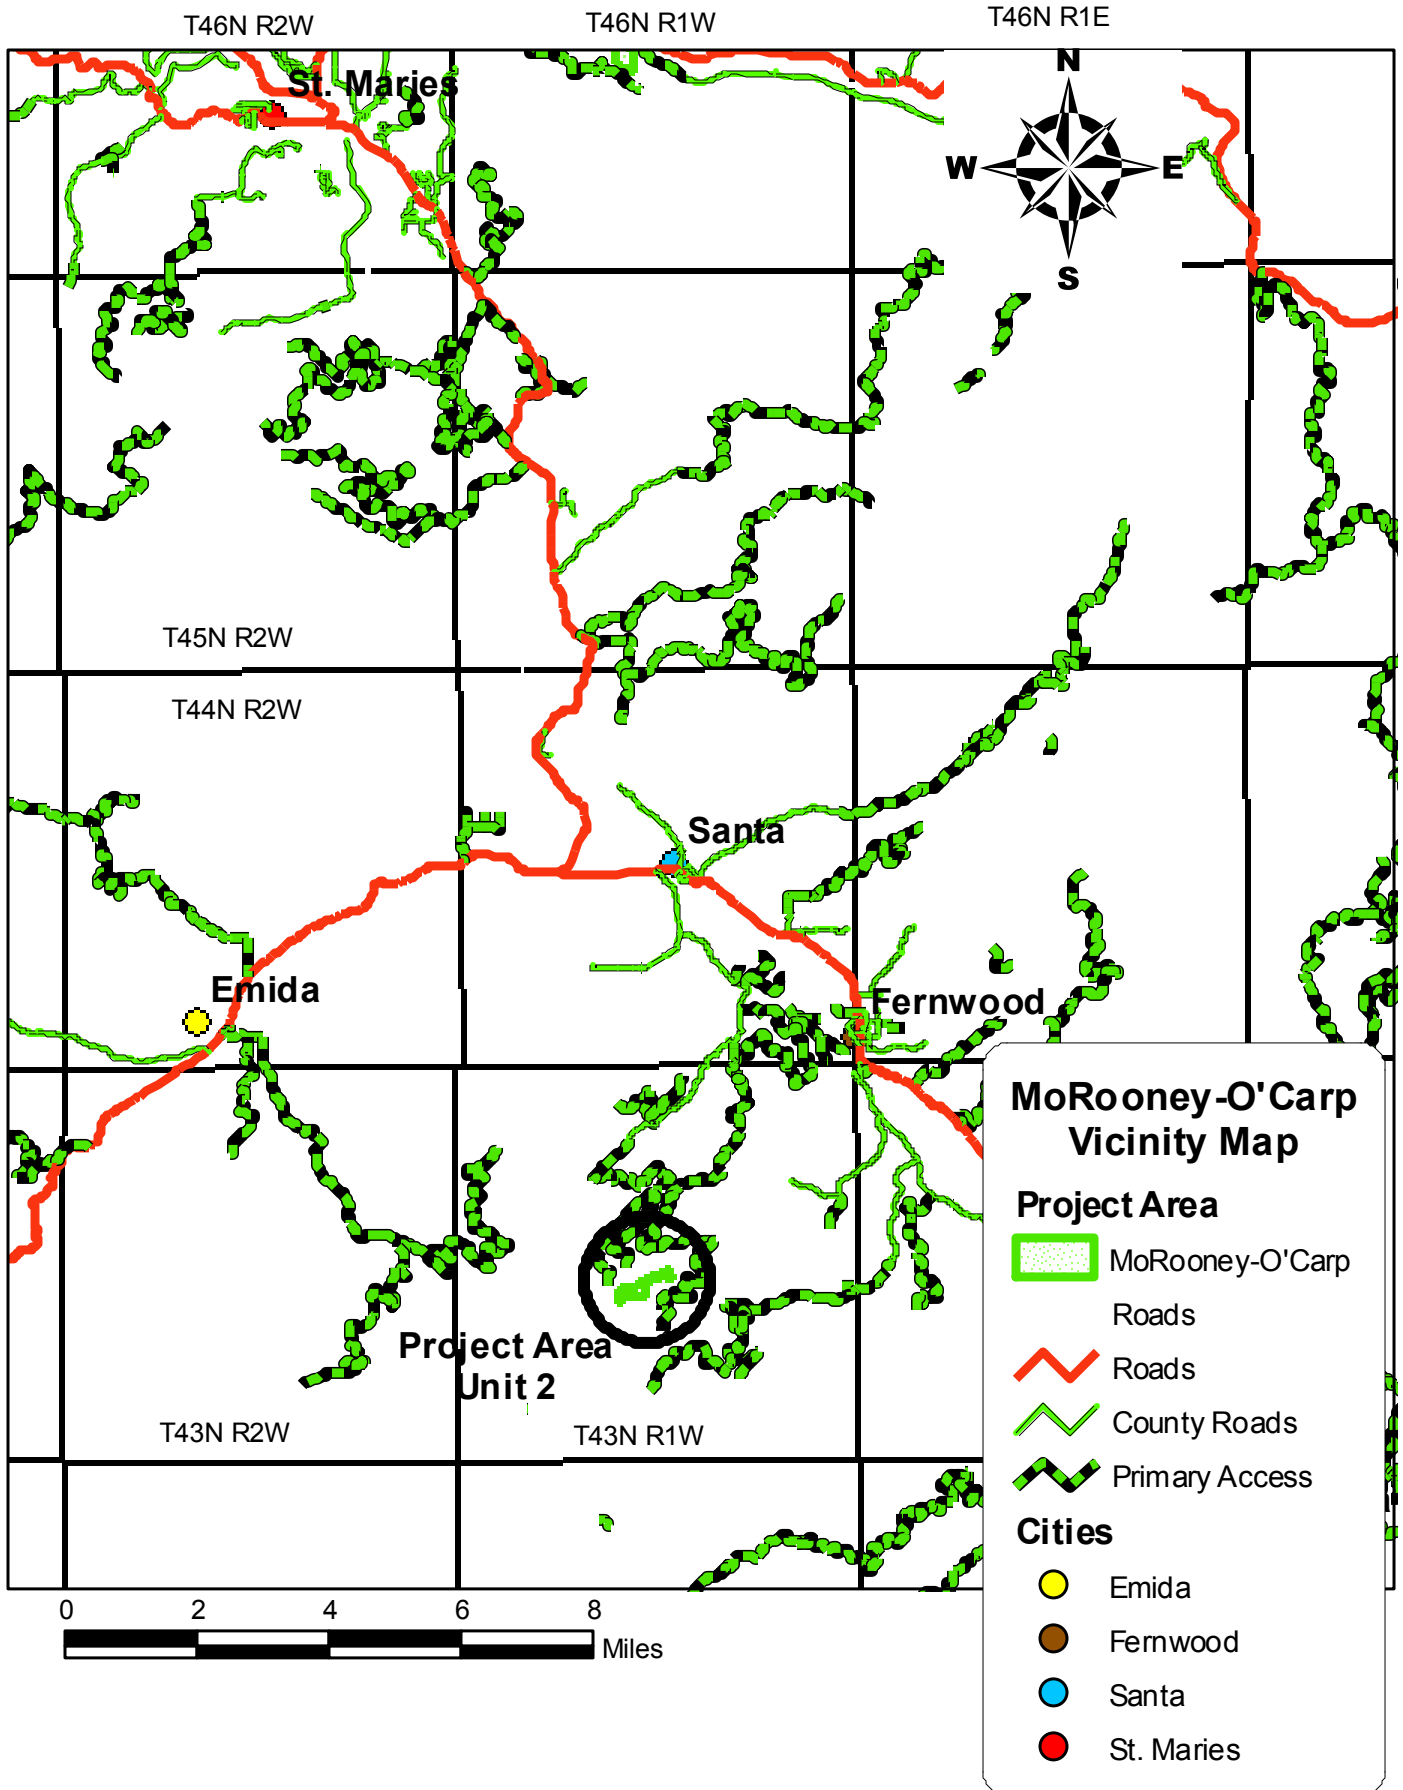 T46N R2W
T46N R1W
T46N R1E
N
St. Maries
W
E
S
T45N R2W
T44N R2W
Santa
Emida
Fernwood
MoRooney-O'Carp
Vicinity Map
Project Area
MoRooney-O'Carp
Roads
Roads
County Roads
Primary Access
Cities
Emida
Fernwood
Santa
St. Maries
Project Area
Unit 2
T43N R2W
T43N R1W
0 2 4 6 8
Miles